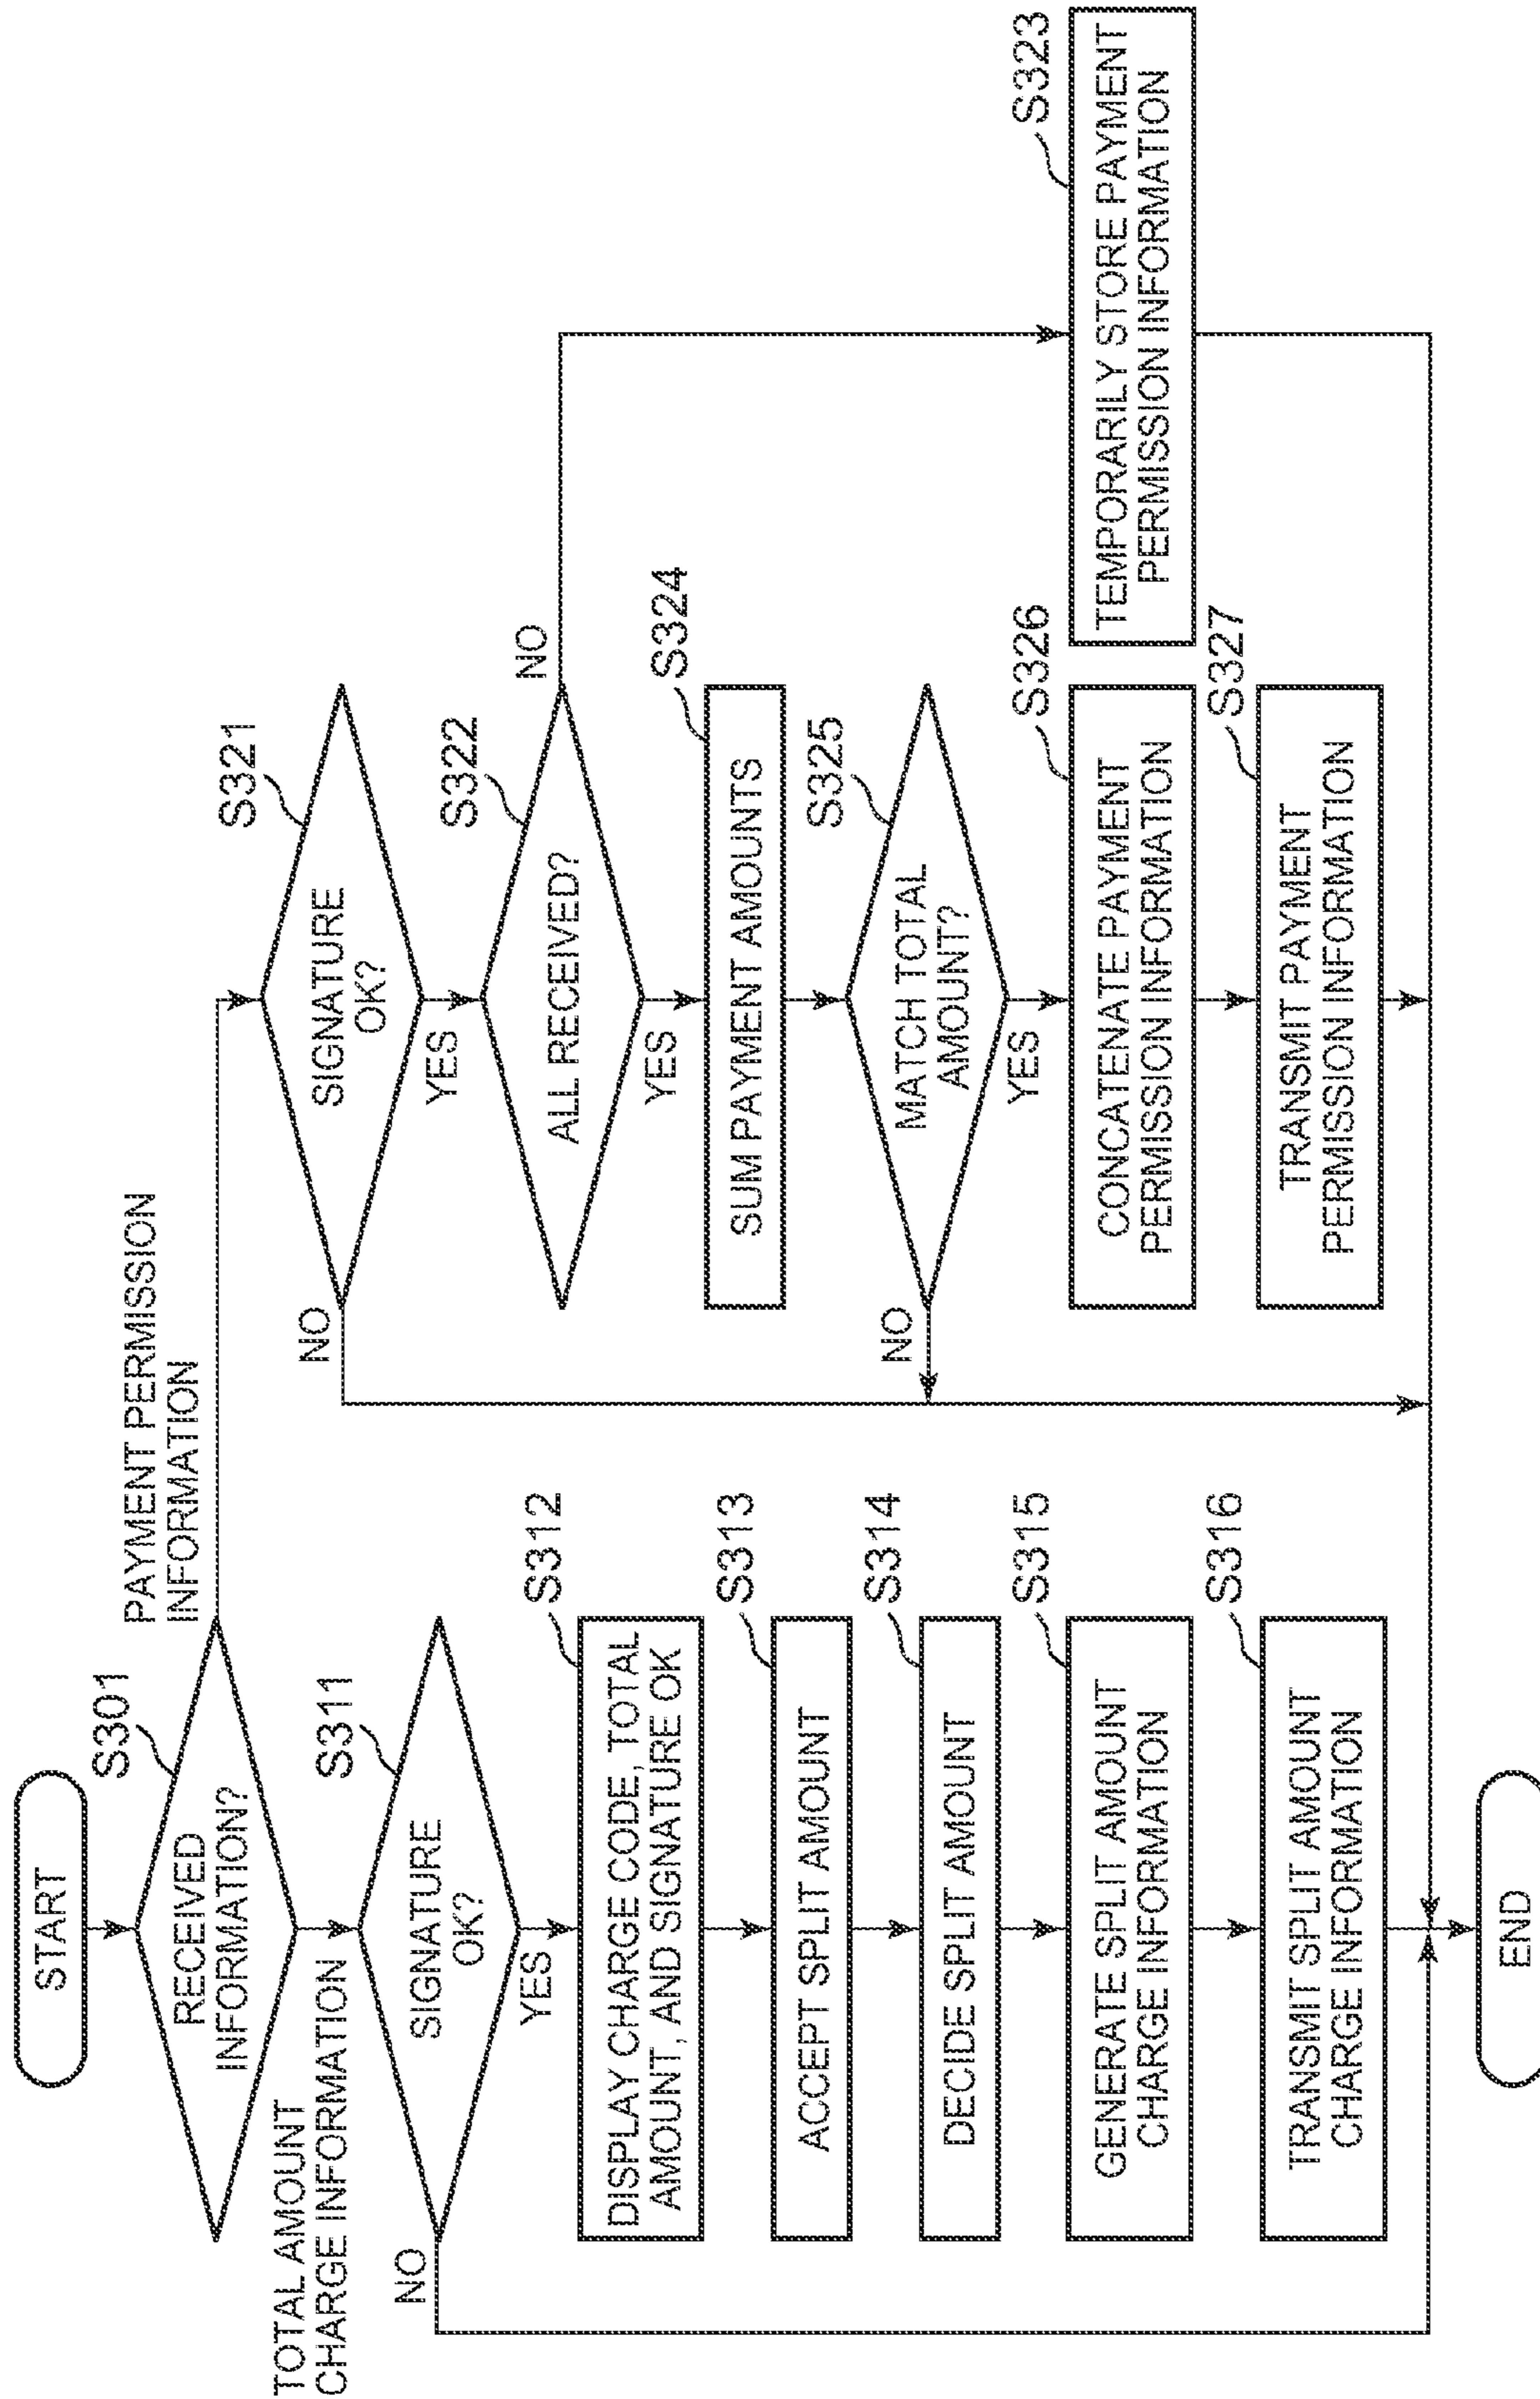 START
S301
RECEIVED
INFORMATION?
PAYMENT PERMISSION
INFORMATION
TOTAL AMOUNT
CHARGE INFORMATION
S311
SIGNATURE
OK?
NO
YES
S312
DISPLAY CHARGE CODE, TOTAL
AMOUNT, AND SIGNATURE OK
S313
ACCEPT SPLIT AMOUNT
S314
DECIDE SPLIT AMOUNT
S315
GENERATE SPLIT AMOUNT
CHARGE INFORMATION
S316
TRANSMIT SPLIT AMOUNT
CHARGE INFORMATION
S321
SIGNATURE
OK?
NO
YES
S322
ALL RECEIVED?
NO
YES
S324
SUM PAYMENT AMOUNTS
S325
MATCH TOTAL
AMOUNT?
NO
YES
S326
CONCATENATE PAYMENT
PERMISSION INFORMATION
S327
TRANSMIT PAYMENT
PERMISSION INFORMATION
S323
TEMPORARILY STORE PAYMENT
PERMISSION INFORMATION
END